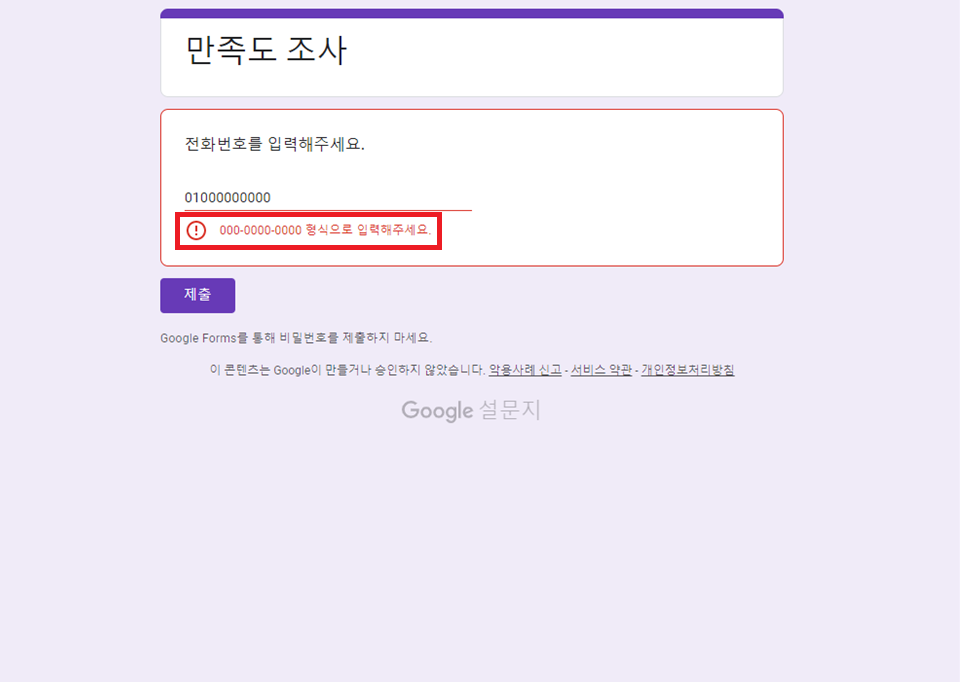 만족도 조사
전화번호를 입력해주세요.
01000000000
000-0000-0000 형식으로 입력해주세요.
제출
Google Forms를 통해 비밀번호를 제출하지 마세요.
이 콘텐츠는 Google이 만들거나 승인하지 않았습니다. 악용사례 신고 - 서비스 약관 - 개인정보처리방침
Google 설문지